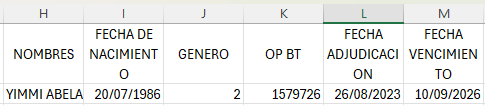 H I J K L M
NOMBRES
FECHA DE
NACIMIENT
O
GENERO
OP BT
FECHA
ADJUDICACI
ON
FECHA
VENCIMIEN
TO
YIMMI ABELA 20/07/1986 2 1579726 26/08/2023 10/09/2026